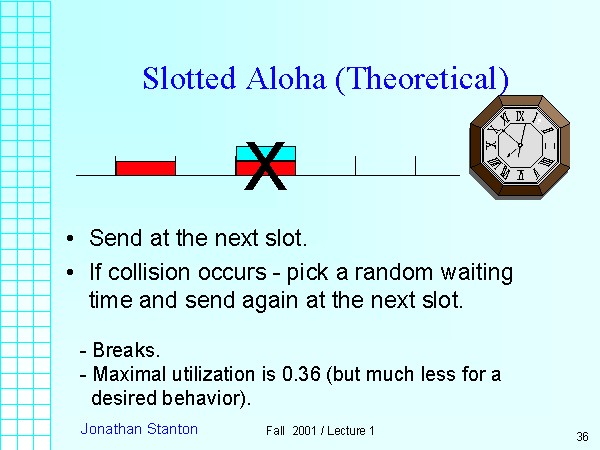 Slotted Aloha (Theoretical)
X
• Send at the next slot.
• If collision occurs - pick a random waiting
time and send again at the next slot.
- Breaks.
- Maximal utilization is 0.36 (but much less for a
desired behavior).
Jonathan Stanton
Fall 2001 / Lecture 1
36